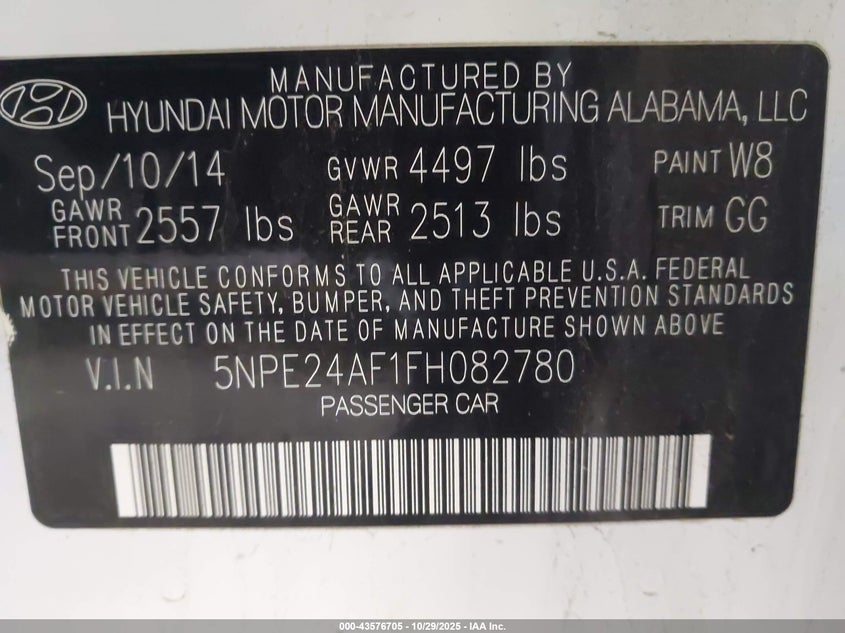 MANUFACTURED BY
HYUNDAI MOTOR MANUFACTURING ALABAMA, LLC
Sep/10/14 GVWR 4497 lbs PAINT W8
GAWR FRONT 2557 lbs GAWR REAR 2513 lbs TRIM GG
THIS VEHICLE CONFORMS TO ALL APPLICABLE U.S.A. FEDERAL
MOTOR VEHICLE SAFETY, BUMPER, AND THEFT PREVENTION STANDARDS
IN EFFECT ON THE DATE OF MANUFACTURE SHOWN ABOVE
V.I.N 5NPE24AF1FH082780
PASSENGER CAR
000-43576705 - 10/29/2025 - IAA Inc.